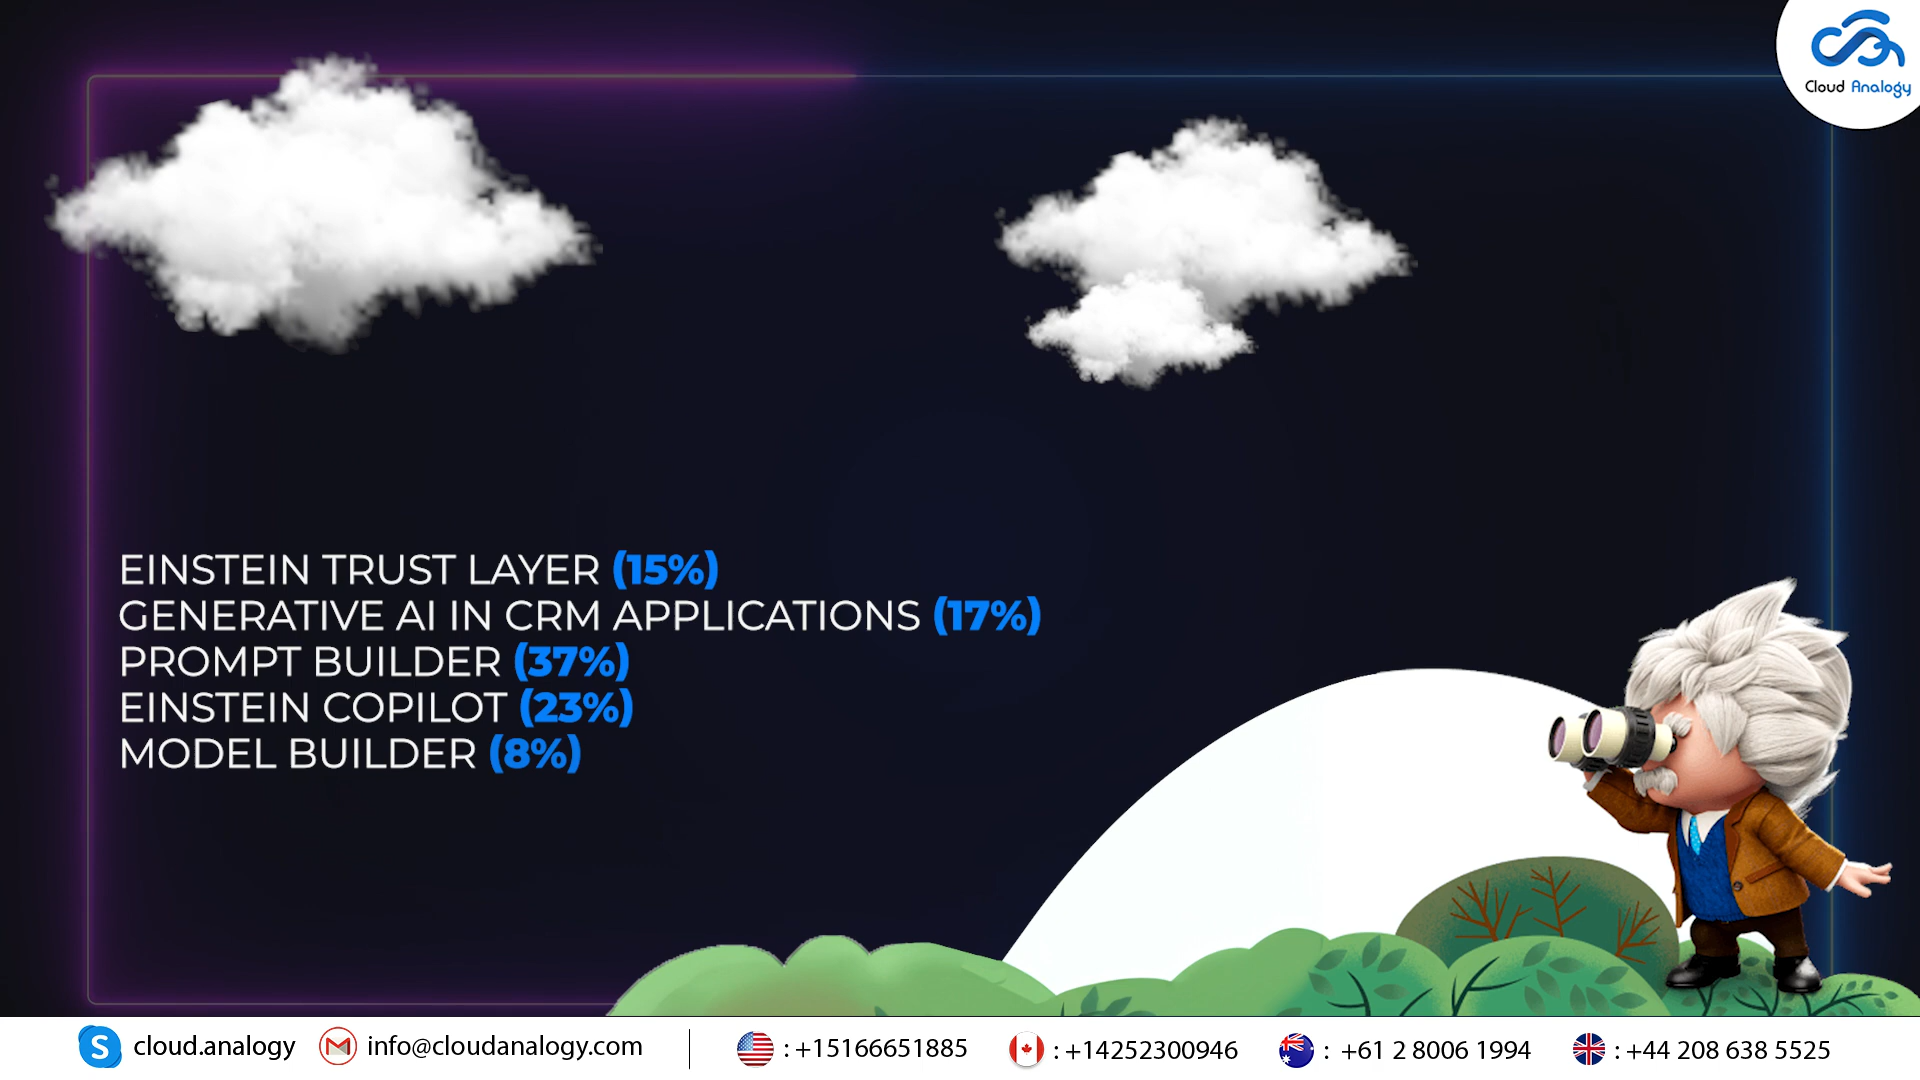 Cloud Analogy
EINSTEIN TRUST LAYER (15%)
GENERATIVE AI IN CRM APPLICATIONS (17%)
PROMPT BUILDER (37%)
EINSTEIN COPILOT (23%)
MODEL BUILDER (8%)
S cloud.analogy info@cloudanalogy.com : +15166651885 : +14252300946 : +61 2 8006 1994 : +44 208 638 5525